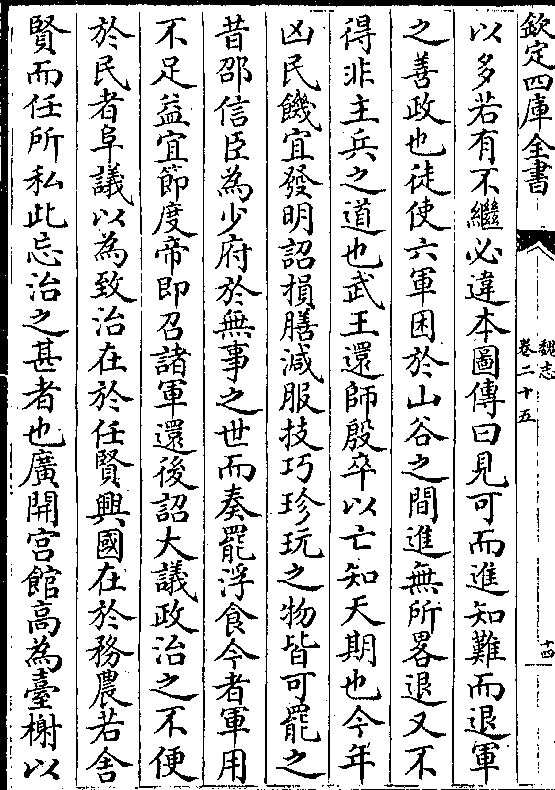 欽定四庫全書
魏志
卷二十五
十四
以多若有不繼必違本圖傳曰見可而進知難而退軍
之善政也徒使六軍困於山谷之間進無所畧退又不
得非主兵之道也武王還師殷卒以亡知天期也今年
凶民饑宜發明詔損膳減服技巧珍玩之物皆可罷之
昔邵信臣為少府於無事之世而奏罷浮食今者軍用
不足益宜節度帝即召諸軍還後詔大議政治之不便
於民者阜議以為致治在於任賢興國在於務農若舍
賢而任所私此忘治之甚者也廣開宫館高為臺榭以